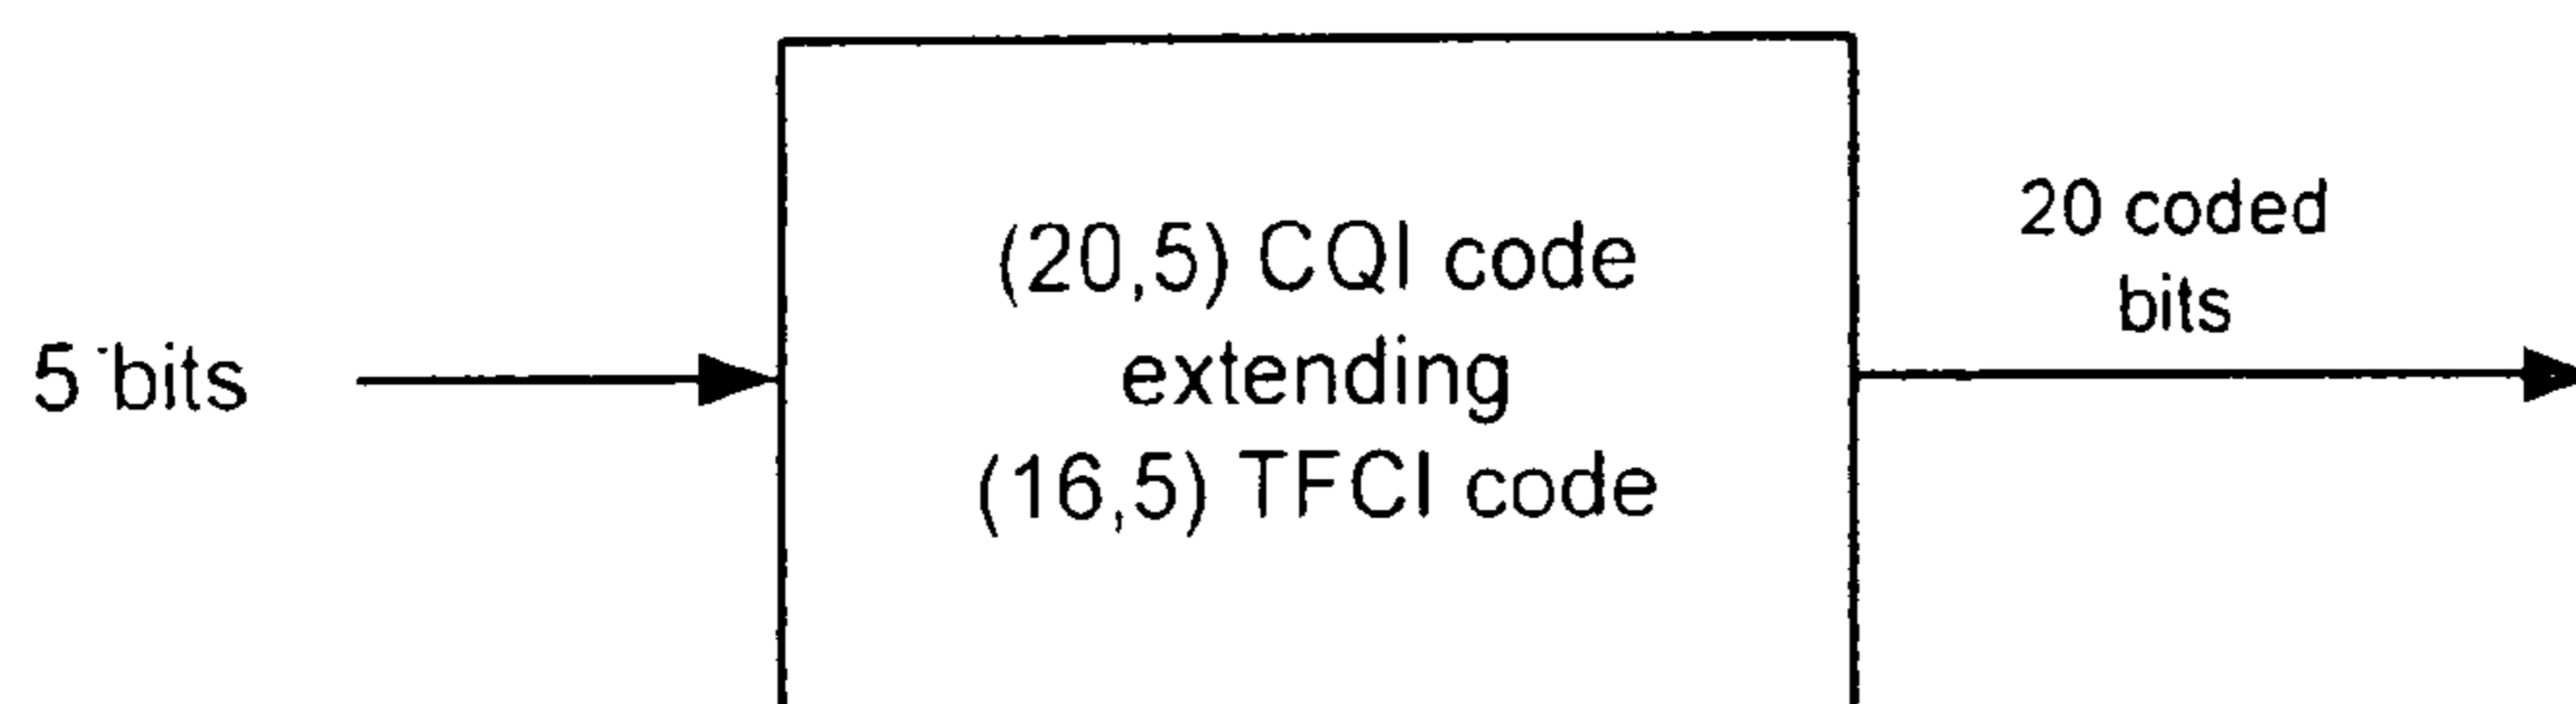 5 bits
(20,5) CQI code
extending
(16,5) TFCI code
20 coded
bits